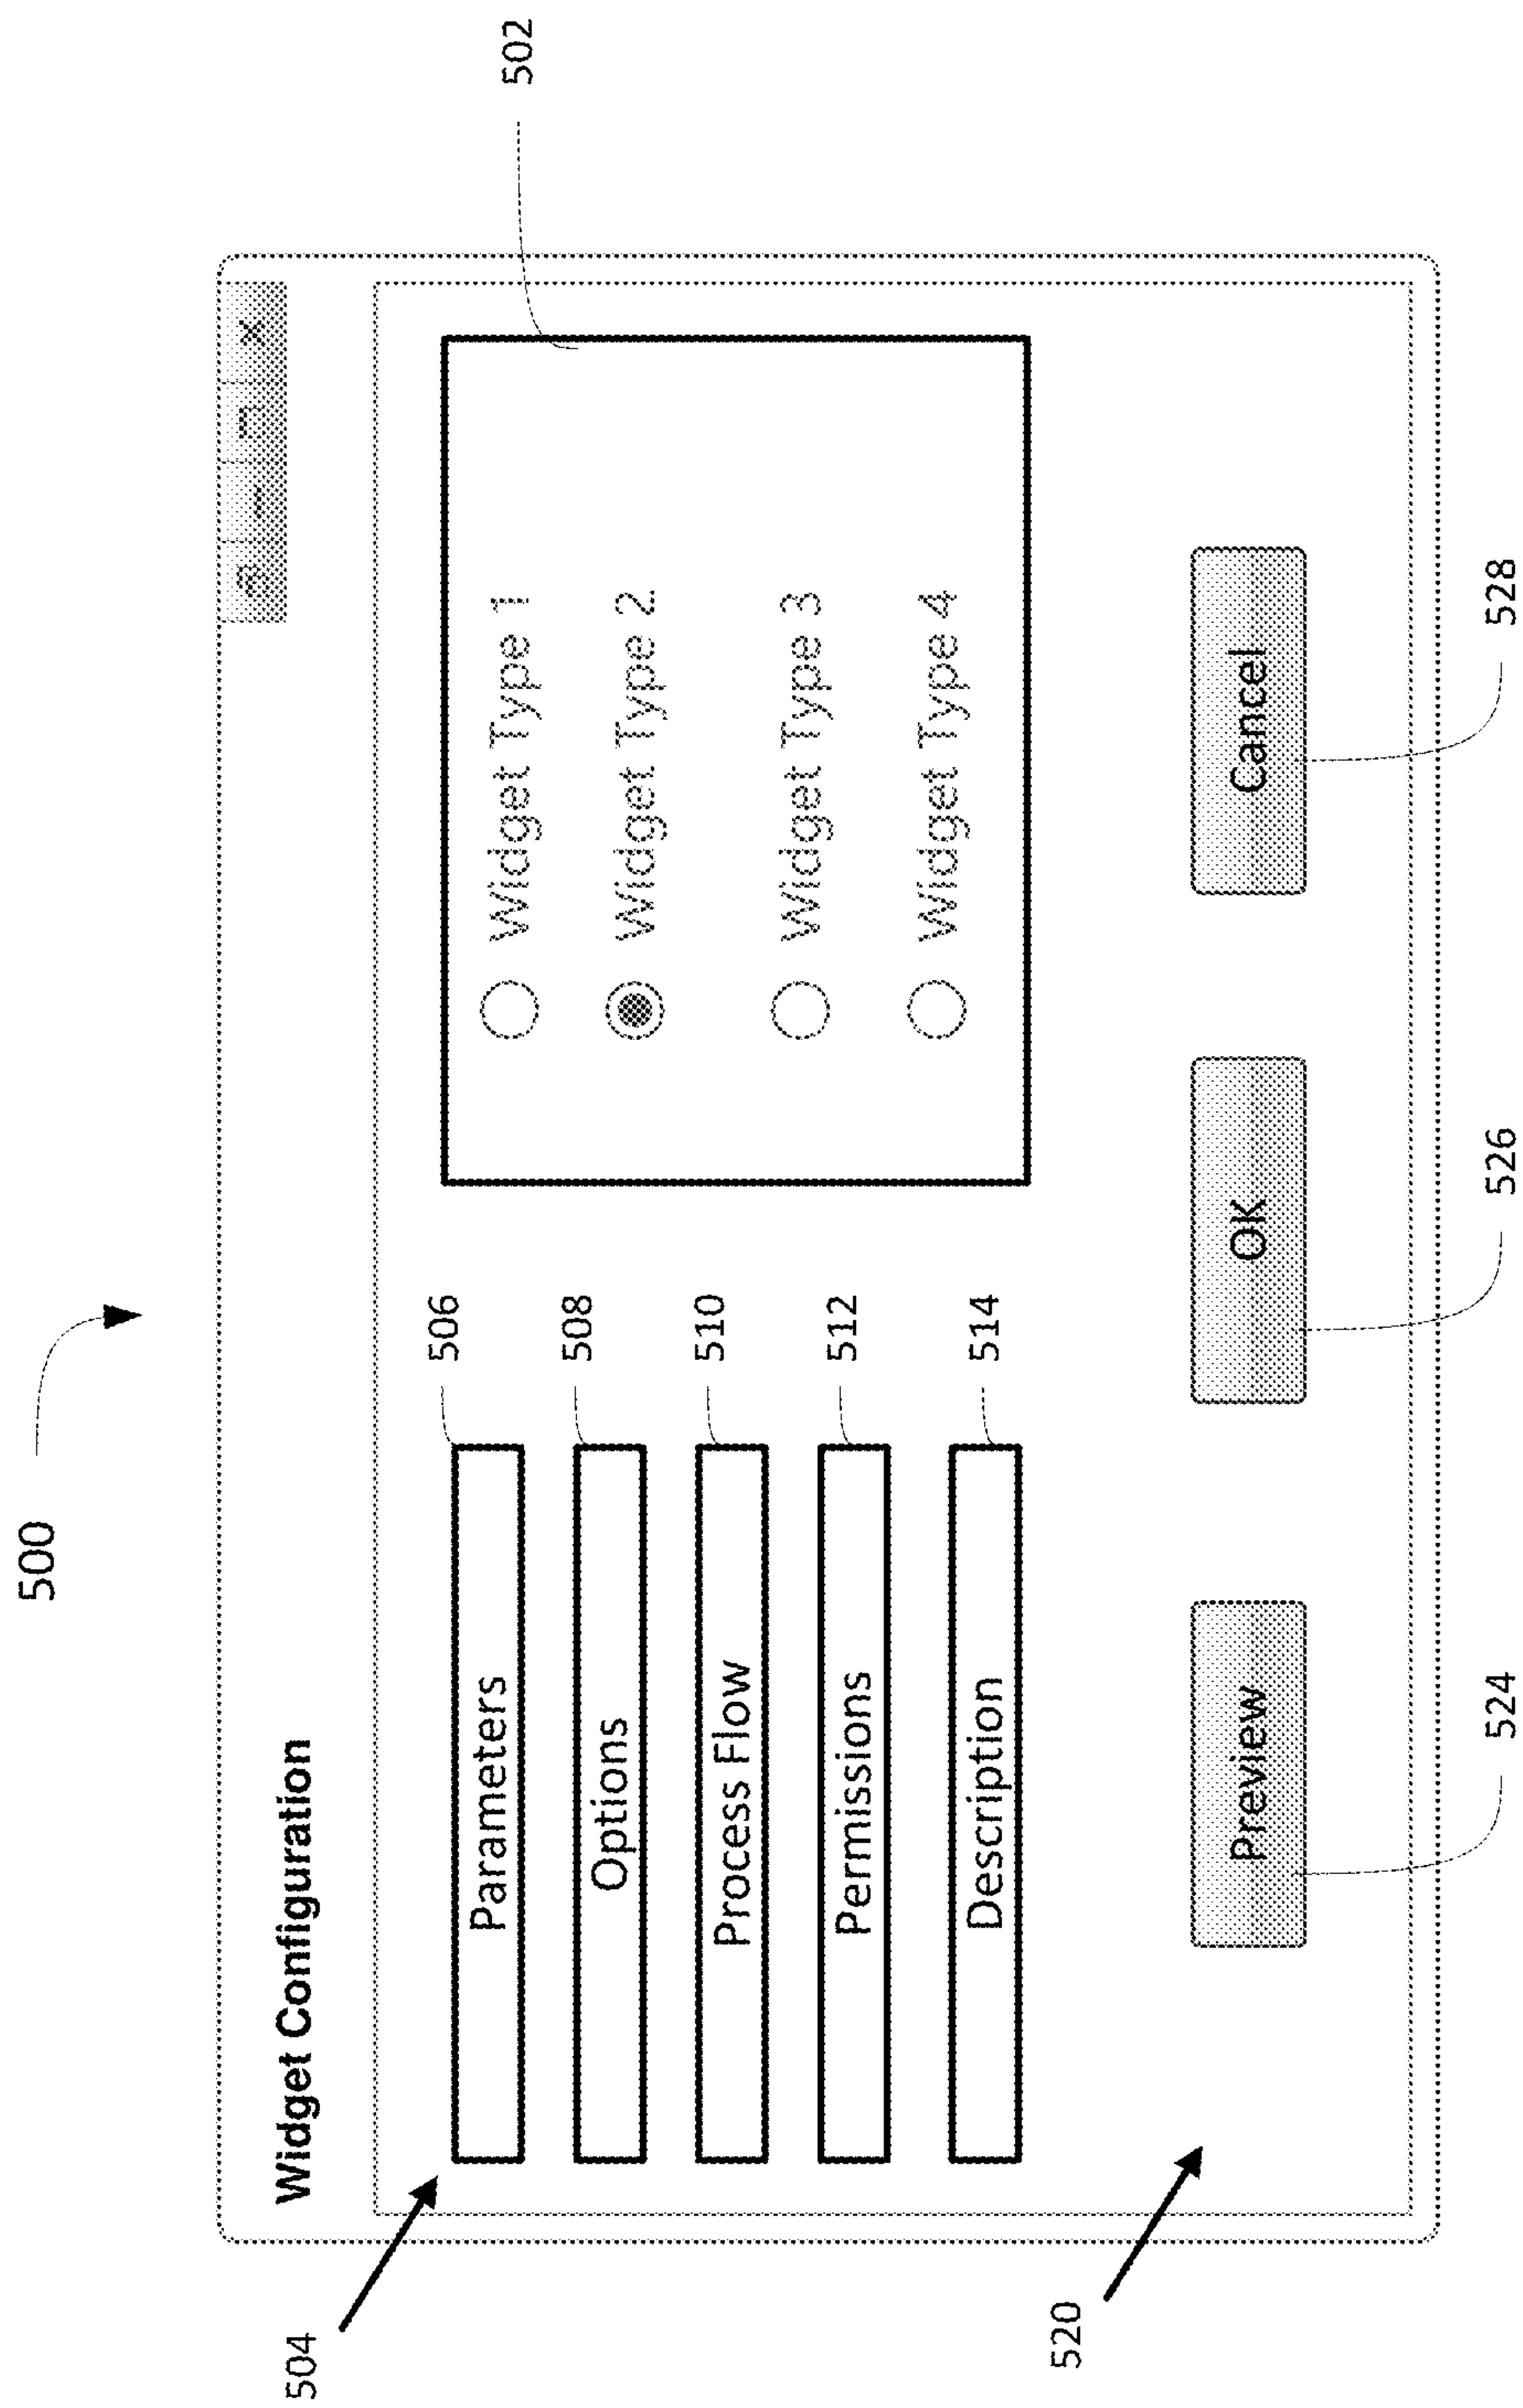 500
Widget Configuration
X
502
504
Parameters
506
Options
508
Process Flow
510
Permissions
512
Description
514
Widget Type 1
Widget Type 2
Widget Type 3
Widget Type 4
520
Preview
OK
Cancel
524
526
528